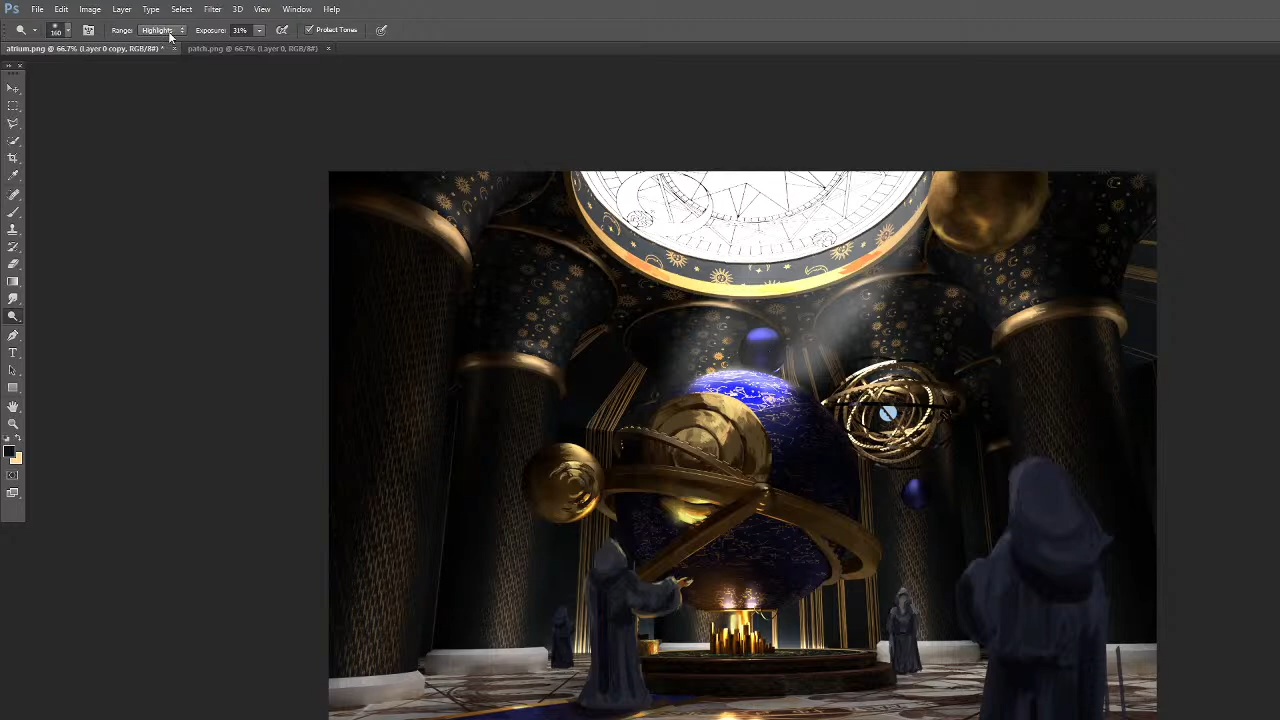 Ps File Edit Image Layer Type Select Filter 3D View Window Help
160 Range: Highlights Exposure: 31% Protect Tones
atrium.png @ 66.7% (Layer 0 copy, RGB/8#) * × patch.png @ 66.7% (Layer 0, RGB/8#) ×
T